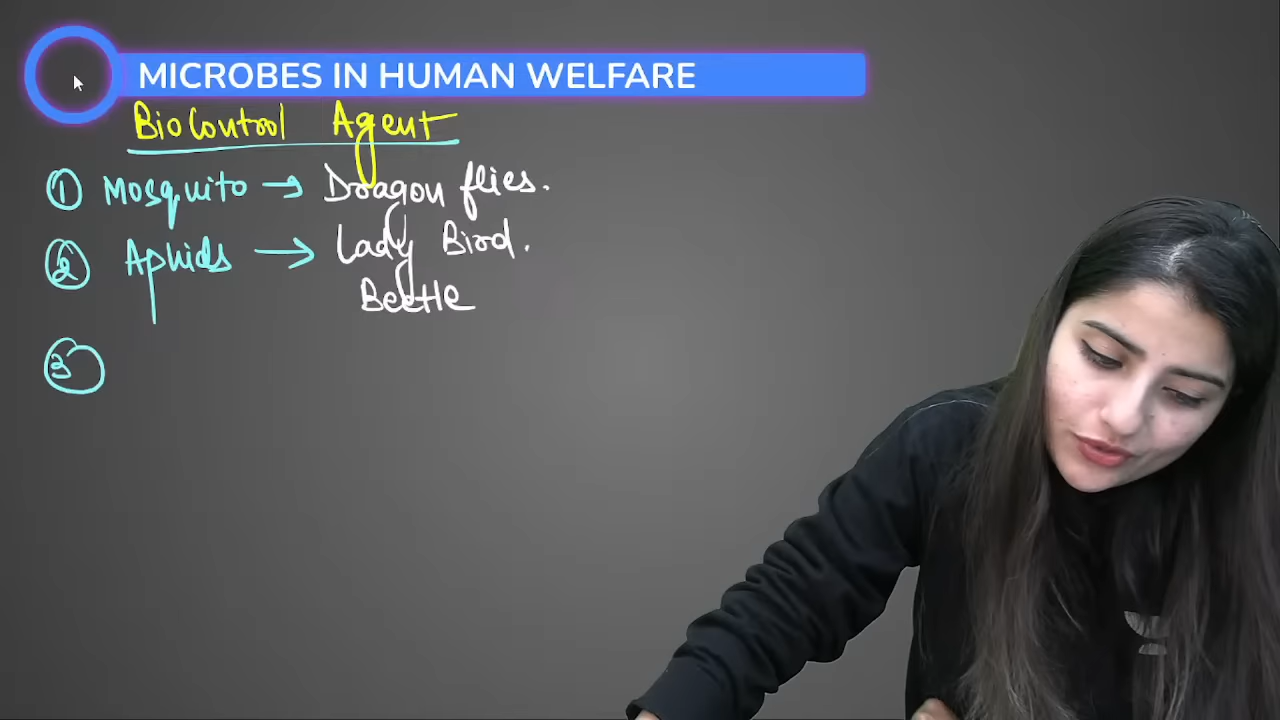 MICROBES IN HUMAN WELFARE
BioControl Agent
① Mosquito → Dragon flies.
② Aphids → Lady Bird.
Beetle
③